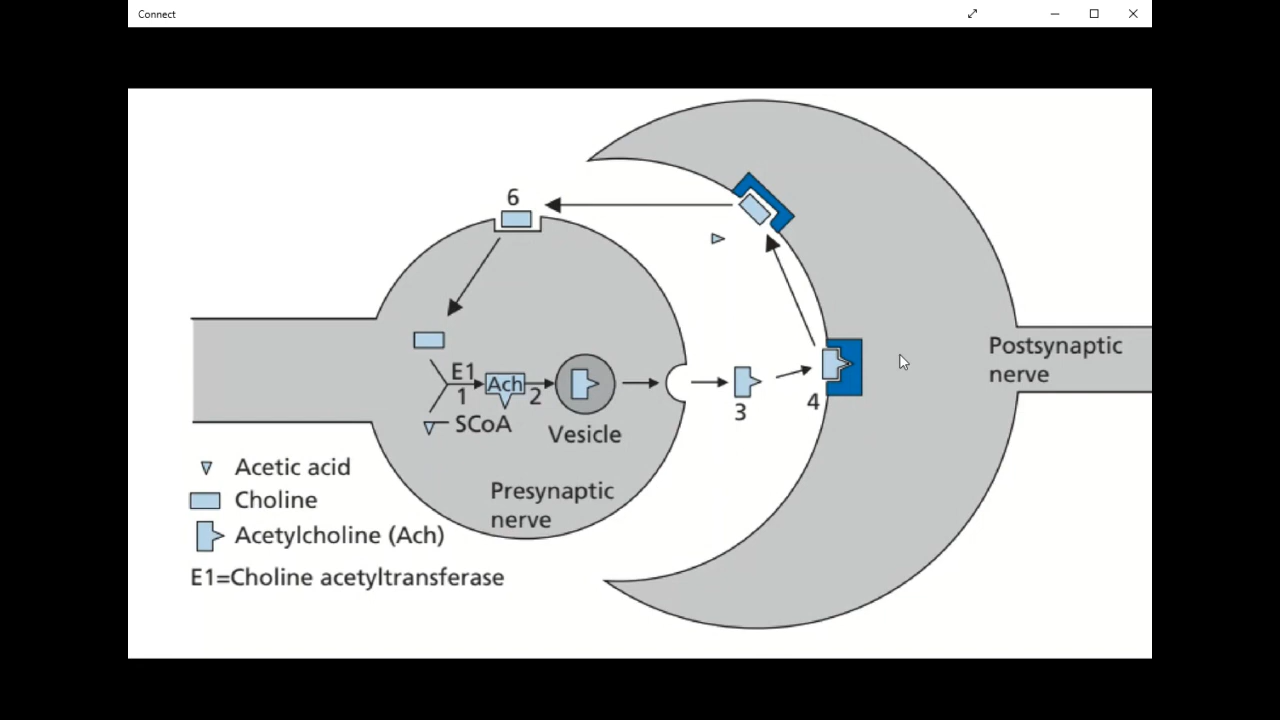 Connect
6
E1
Ach
1
2
SCoA
Vesicle
3
4
Postsynaptic
nerve
Presynaptic
nerve
Acetic acid
Choline
Acetylcholine (Ach)
E1=Choline acetyltransferase